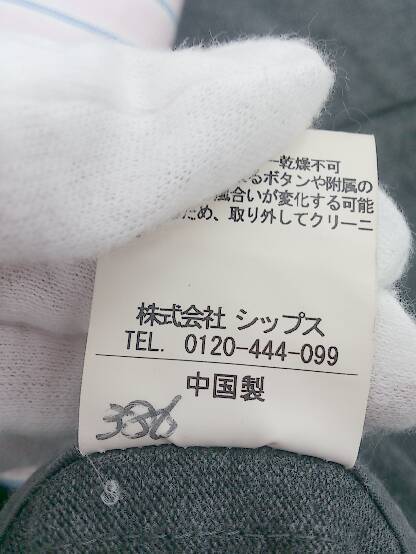 乾燥不可
るボタンや附属の
風合いが変化する可能
ため、取り外してクリーニ
株式会社 シップス
TEL. 0120-444-099
中国製
336